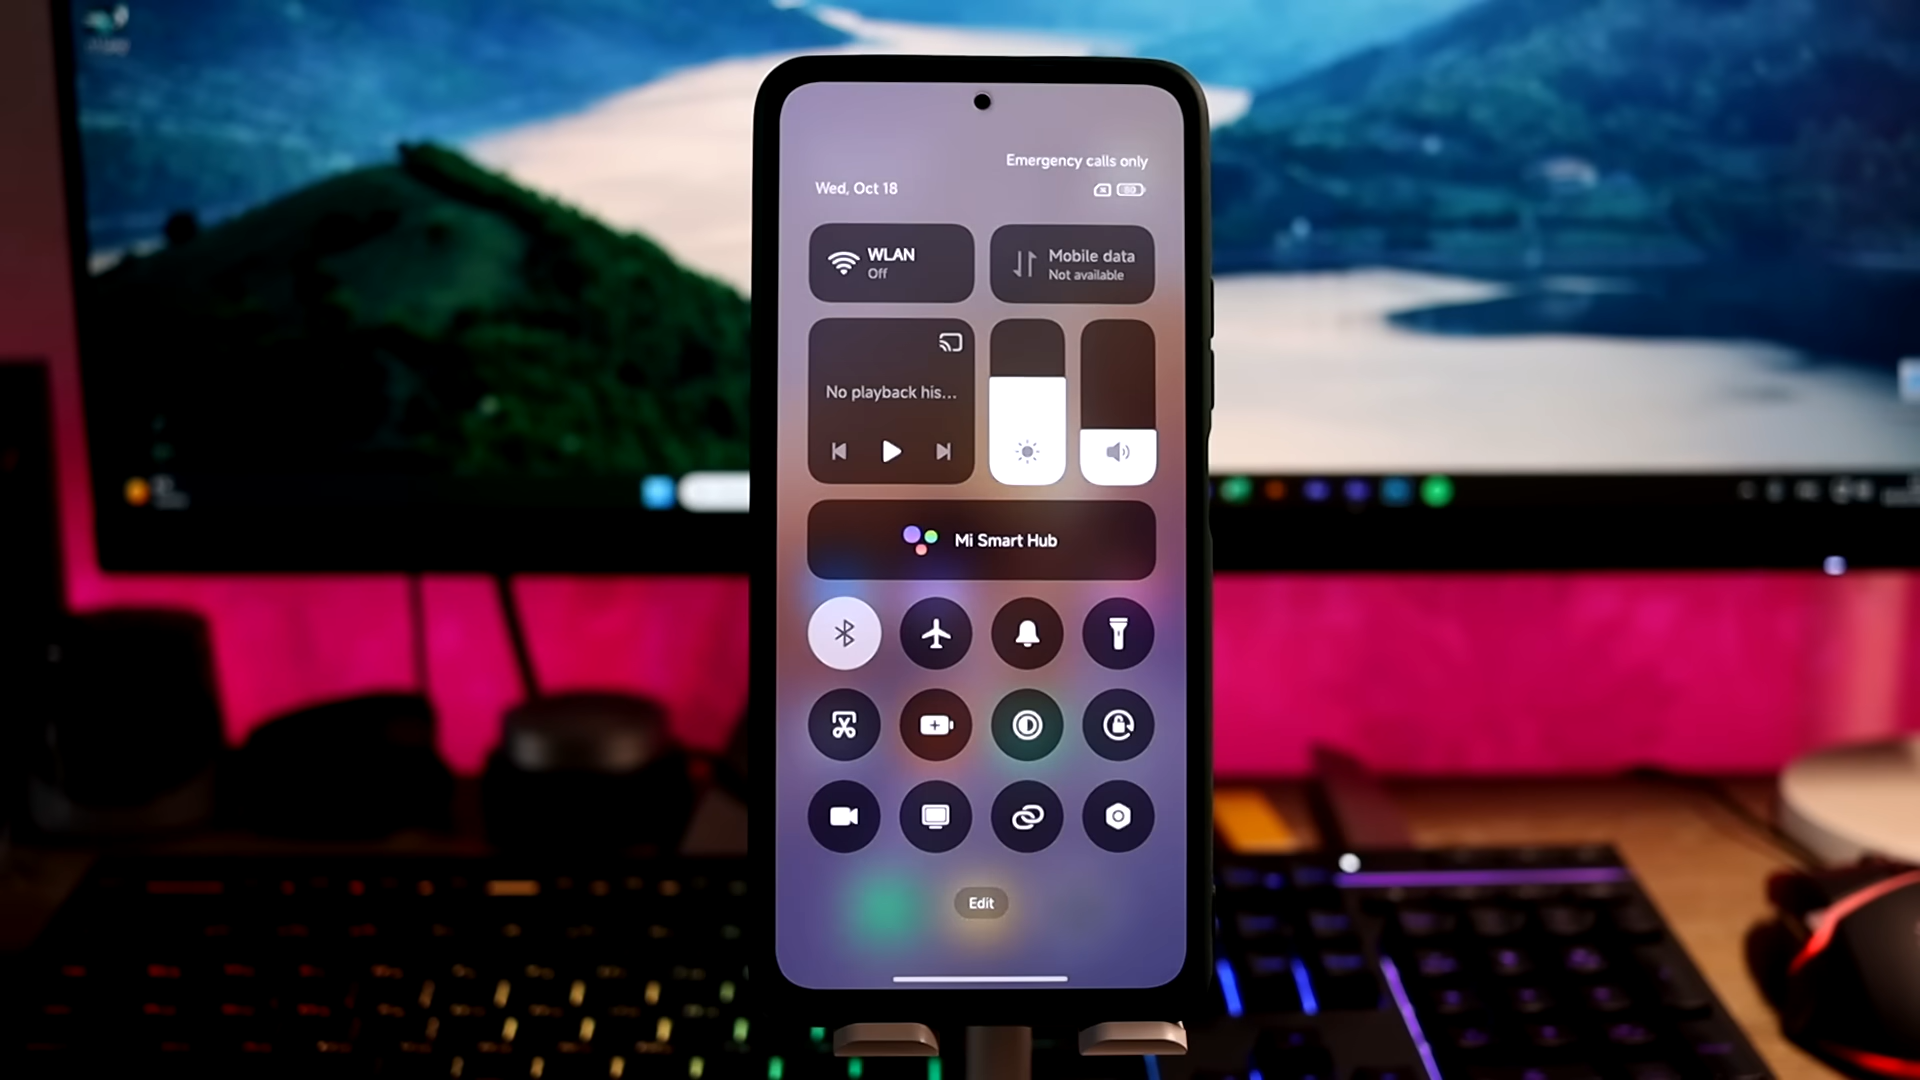 Emergency calls only
Wed, Oct 18
WLAN
Off
Mobile data
Not available
No playback his...
Mi Smart Hub
Edit